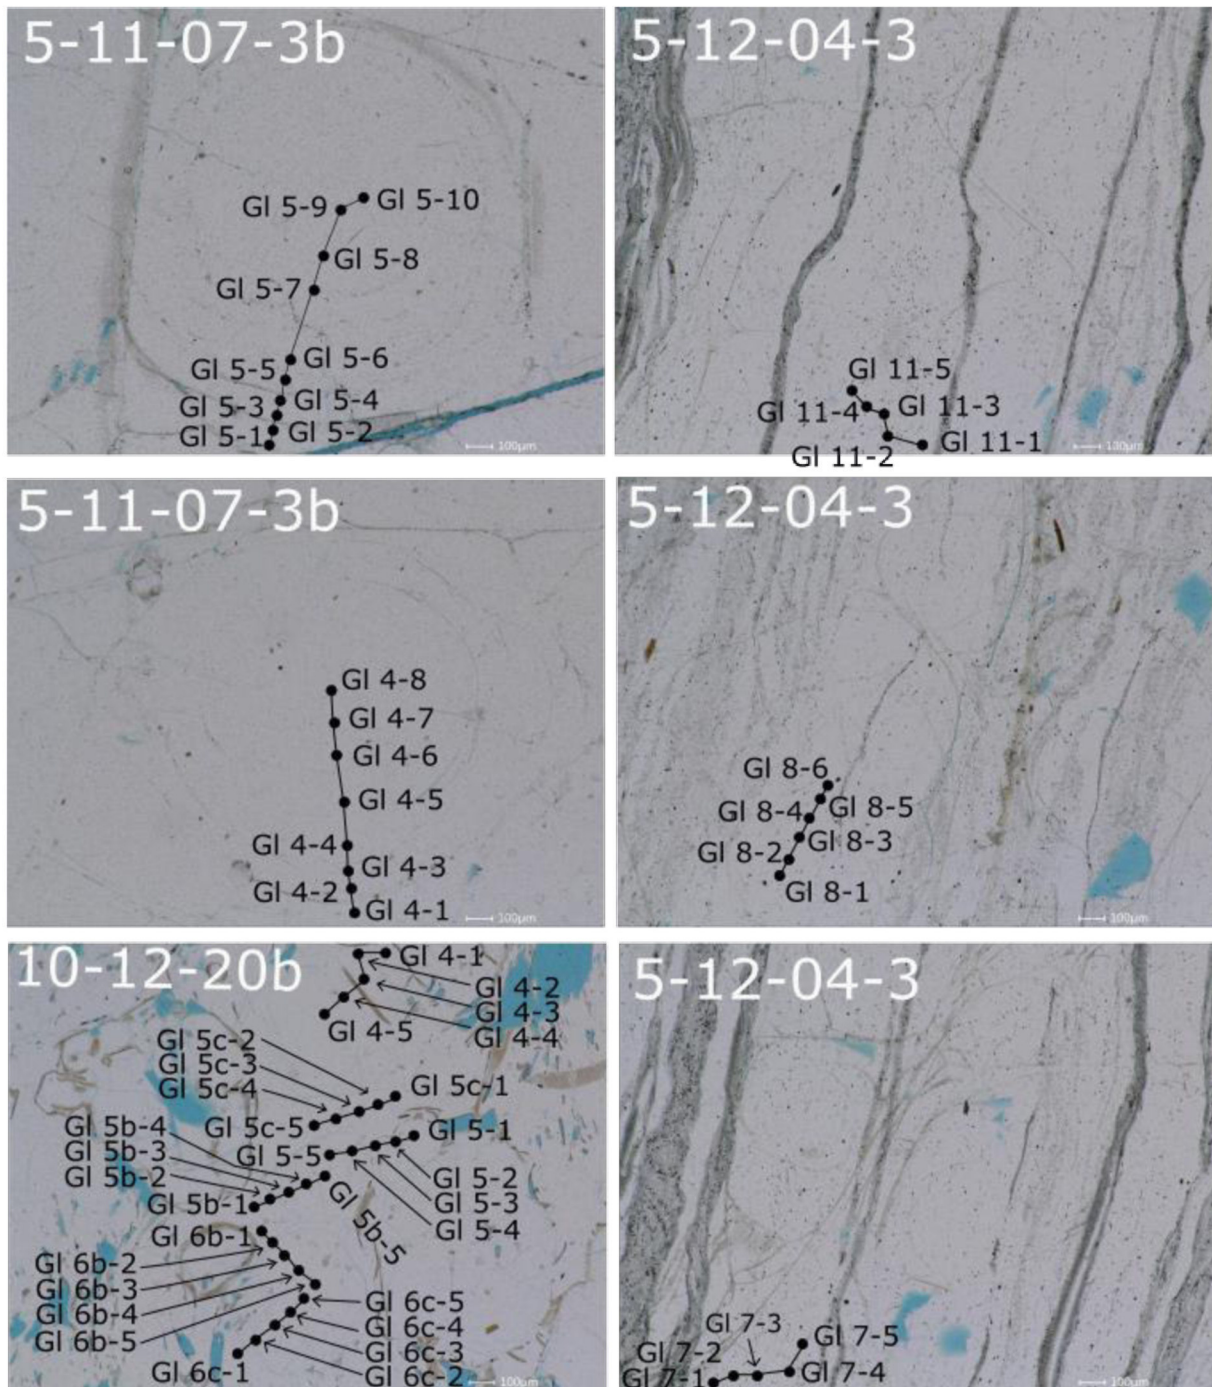 5-11-07-3b
Gl 5-9
Gl 5-10
Gl 5-8
Gl 5-7
Gl 5-6
Gl 5-5
Gl 5-4
Gl 5-3
Gl 5-2
Gl 5-1
100µm
5-12-04-3
Gl 11-5
Gl 11-4
Gl 11-3
Gl 11-2
Gl 11-1
100µm
5-11-07-3b
Gl 4-8
Gl 4-7
Gl 4-6
Gl 4-5
Gl 4-4
Gl 4-3
Gl 4-2
Gl 4-1
100µm
5-12-04-3
Gl 8-6
Gl 8-5
Gl 8-4
Gl 8-3
Gl 8-2
Gl 8-1
100µm
10-12-20b
Gl 4-1
Gl 4-2
Gl 4-3
Gl 4-4
Gl 4-5
Gl 5c-2
Gl 5c-3
Gl 5c-4
Gl 5c-1
Gl 5c-5
Gl 5-1
Gl 5-5
Gl 5-2
Gl 5-3
Gl 5-4
Gl 5b-4
Gl 5b-3
Gl 5b-2
Gl 5b-1
Gl 5b-5
Gl 6b-1
Gl 6b-2
Gl 6b-3
Gl 6b-4
Gl 6b-5
Gl 6c-5
Gl 6c-4
Gl 6c-3
Gl 6c-2
Gl 6c-1
100µm
5-12-04-3
Gl 7-3
Gl 7-5
Gl 7-2
Gl 7-4
Gl 7-1
100µm